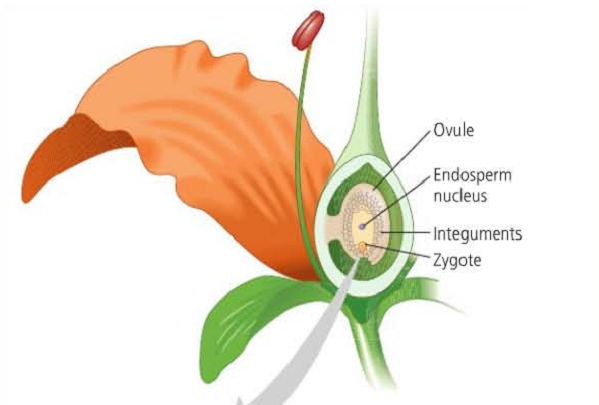 Ovule
Endosperm
nucleus
Integuments
Zygote